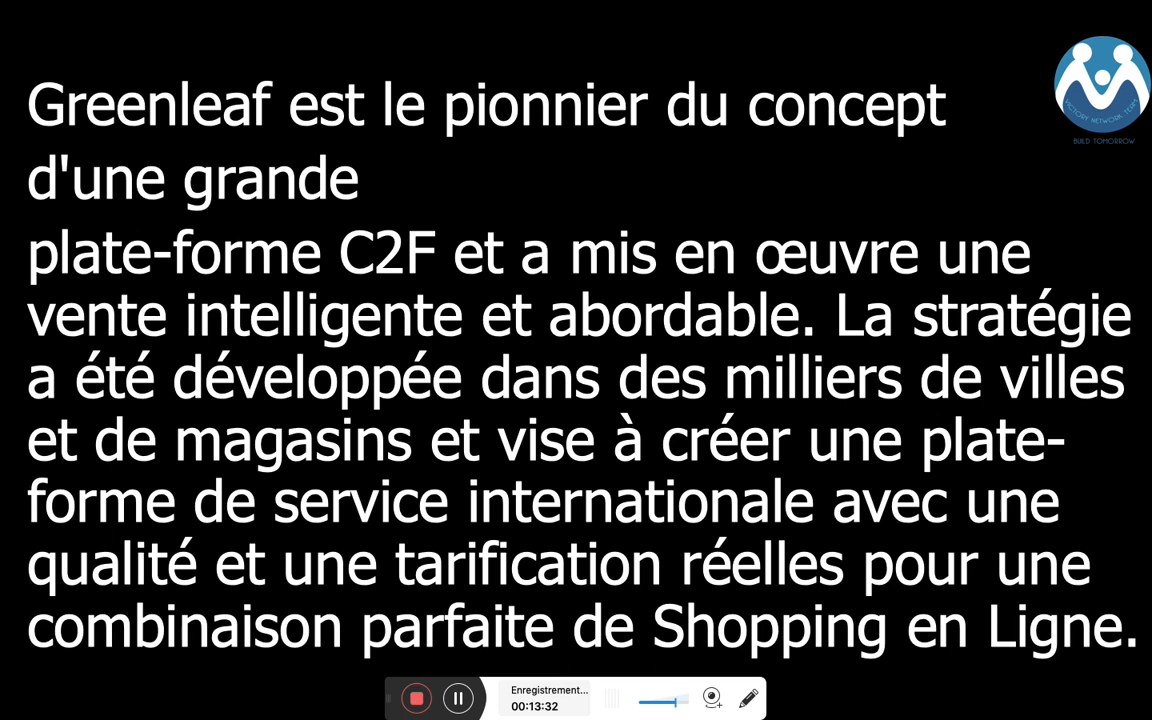 Greenleaf est le pionnier du concept
d'une grande
plate-forme C2F et a mis en œuvre une
vente intelligente et abordable. La stratégie
a été développée dans des milliers de villes
et de magasins et vise à créer une plate-
forme de service internationale avec une
qualité et une tarification réelles pour une
combinaison parfaite de Shopping en Ligne.
VICTORY NETWORK TEAM
BUILD TOMORROW
Enregistrement...
00:13:32